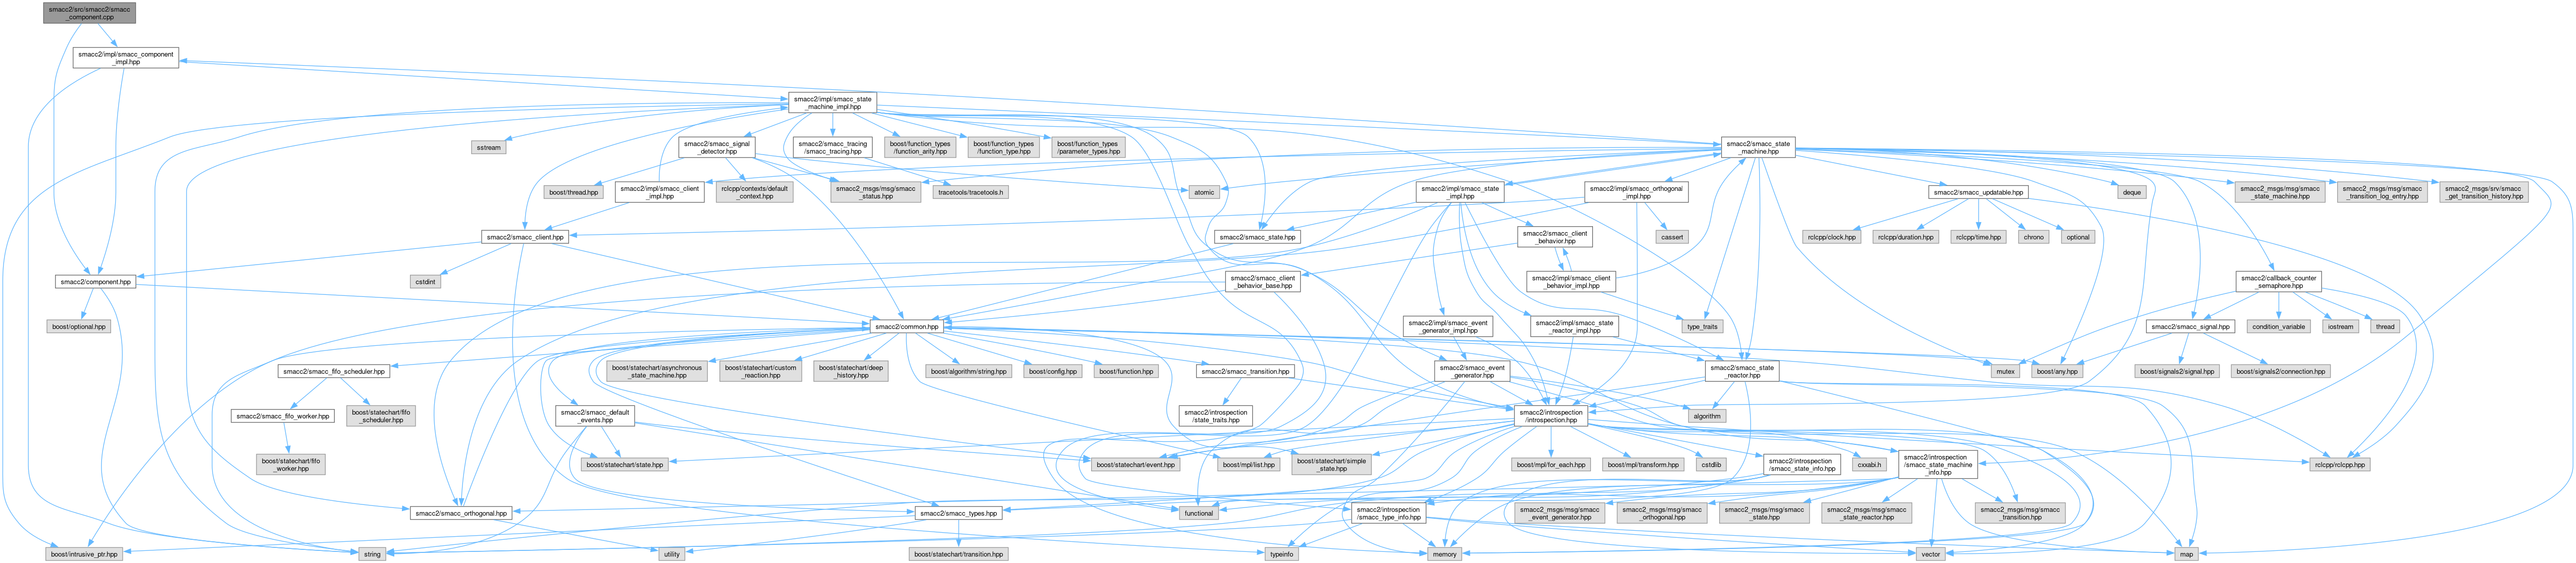 smacc2/src/smacc2/smacc
_component.cpp
smacc2/impl/smacc_component
_impl.hpp
smacc2/impl/smacc_state
_machine_impl.hpp
sstream
smacc2/smacc_signal
_detector.hpp
smacc2/smacc_tracing
/smacc_tracing.hpp
boost/function_types
/function_arity.hpp
boost/function_types
/function_type.hpp
boost/function_types
/parameter_types.hpp
smacc2/smacc_state
_machine.hpp
boost/thread.hpp
smacc2/impl/smacc_client
_impl.hpp
rclcpp/contexts/default
_context.hpp
smacc2_msgs/msg/smacc
_status.hpp
tracetools/tracetools.h
atomic
smacc2/impl/smacc_state
_impl.hpp
smacc2/impl/smacc_orthogonal
_impl.hpp
smacc2/smacc_updatable.hpp
deque
smacc2_msgs/msg/smacc
_state_machine.hpp
smacc2_msgs/msg/smacc
_transition_log_entry.hpp
smacc2_msgs/srv/smacc
_get_transition_history.hpp
smacc2/smacc_client.hpp
smacc2/smacc_state.hpp
smacc2/smacc_client
_behavior.hpp
cassert
rclcpp/clock.hpp
rclcpp/duration.hpp
rclcpp/time.hpp
chrono
optional
smacc2/component.hpp
cstdint
smacc2/smacc_client
_behavior_base.hpp
smacc2/impl/smacc_client
_behavior_impl.hpp
smacc2/callback_counter
_semaphore.hpp
boost/optional.hpp
smacc2/common.hpp
smacc2/impl/smacc_event
_generator_impl.hpp
smacc2/impl/smacc_state
_reactor_impl.hpp
type_traits
smacc2/smacc_signal.hpp
condition_variable
iostream
thread
smacc2/smacc_fifo_scheduler.hpp
boost/statechart/asynchronous
_state_machine.hpp
boost/statechart/custom
_reaction.hpp
boost/statechart/deep
_history.hpp
boost/algorithm/string.hpp
boost/config.hpp
boost/function.hpp
smacc2/smacc_transition.hpp
smacc2/smacc_event
_generator.hpp
smacc2/smacc_state
_reactor.hpp
mutex
boost/any.hpp
boost/signals2/signal.hpp
boost/signals2/connection.hpp
smacc2/smacc_fifo_worker.hpp
boost/statechart/fifo
_scheduler.hpp
smacc2/smacc_default
_events.hpp
smacc2/introspection
/state_traits.hpp
smacc2/introspection
/introspection.hpp
algorithm
boost/statechart/fifo
_worker.hpp
boost/statechart/state.hpp
boost/statechart/event.hpp
boost/mpl/list.hpp
boost/statechart/simple
_state.hpp
boost/mpl/for_each.hpp
boost/mpl/transform.hpp
cstdlib
smacc2/introspection
/smacc_state_info.hpp
cxxabi.h
smacc2/introspection
/smacc_state_machine
_info.hpp
rclcpp/rclcpp.hpp
smacc2/smacc_orthogonal.hpp
smacc2/smacc_types.hpp
functional
smacc2/introspection
/smacc_type_info.hpp
smacc2_msgs/msg/smacc
_event_generator.hpp
smacc2_msgs/msg/smacc
_orthogonal.hpp
smacc2_msgs/msg/smacc
_state.hpp
smacc2_msgs/msg/smacc
_state_reactor.hpp
smacc2_msgs/msg/smacc
_transition.hpp
boost/intrusive_ptr.hpp
string
utility
boost/statechart/transition.hpp
typeinfo
memory
vector
map